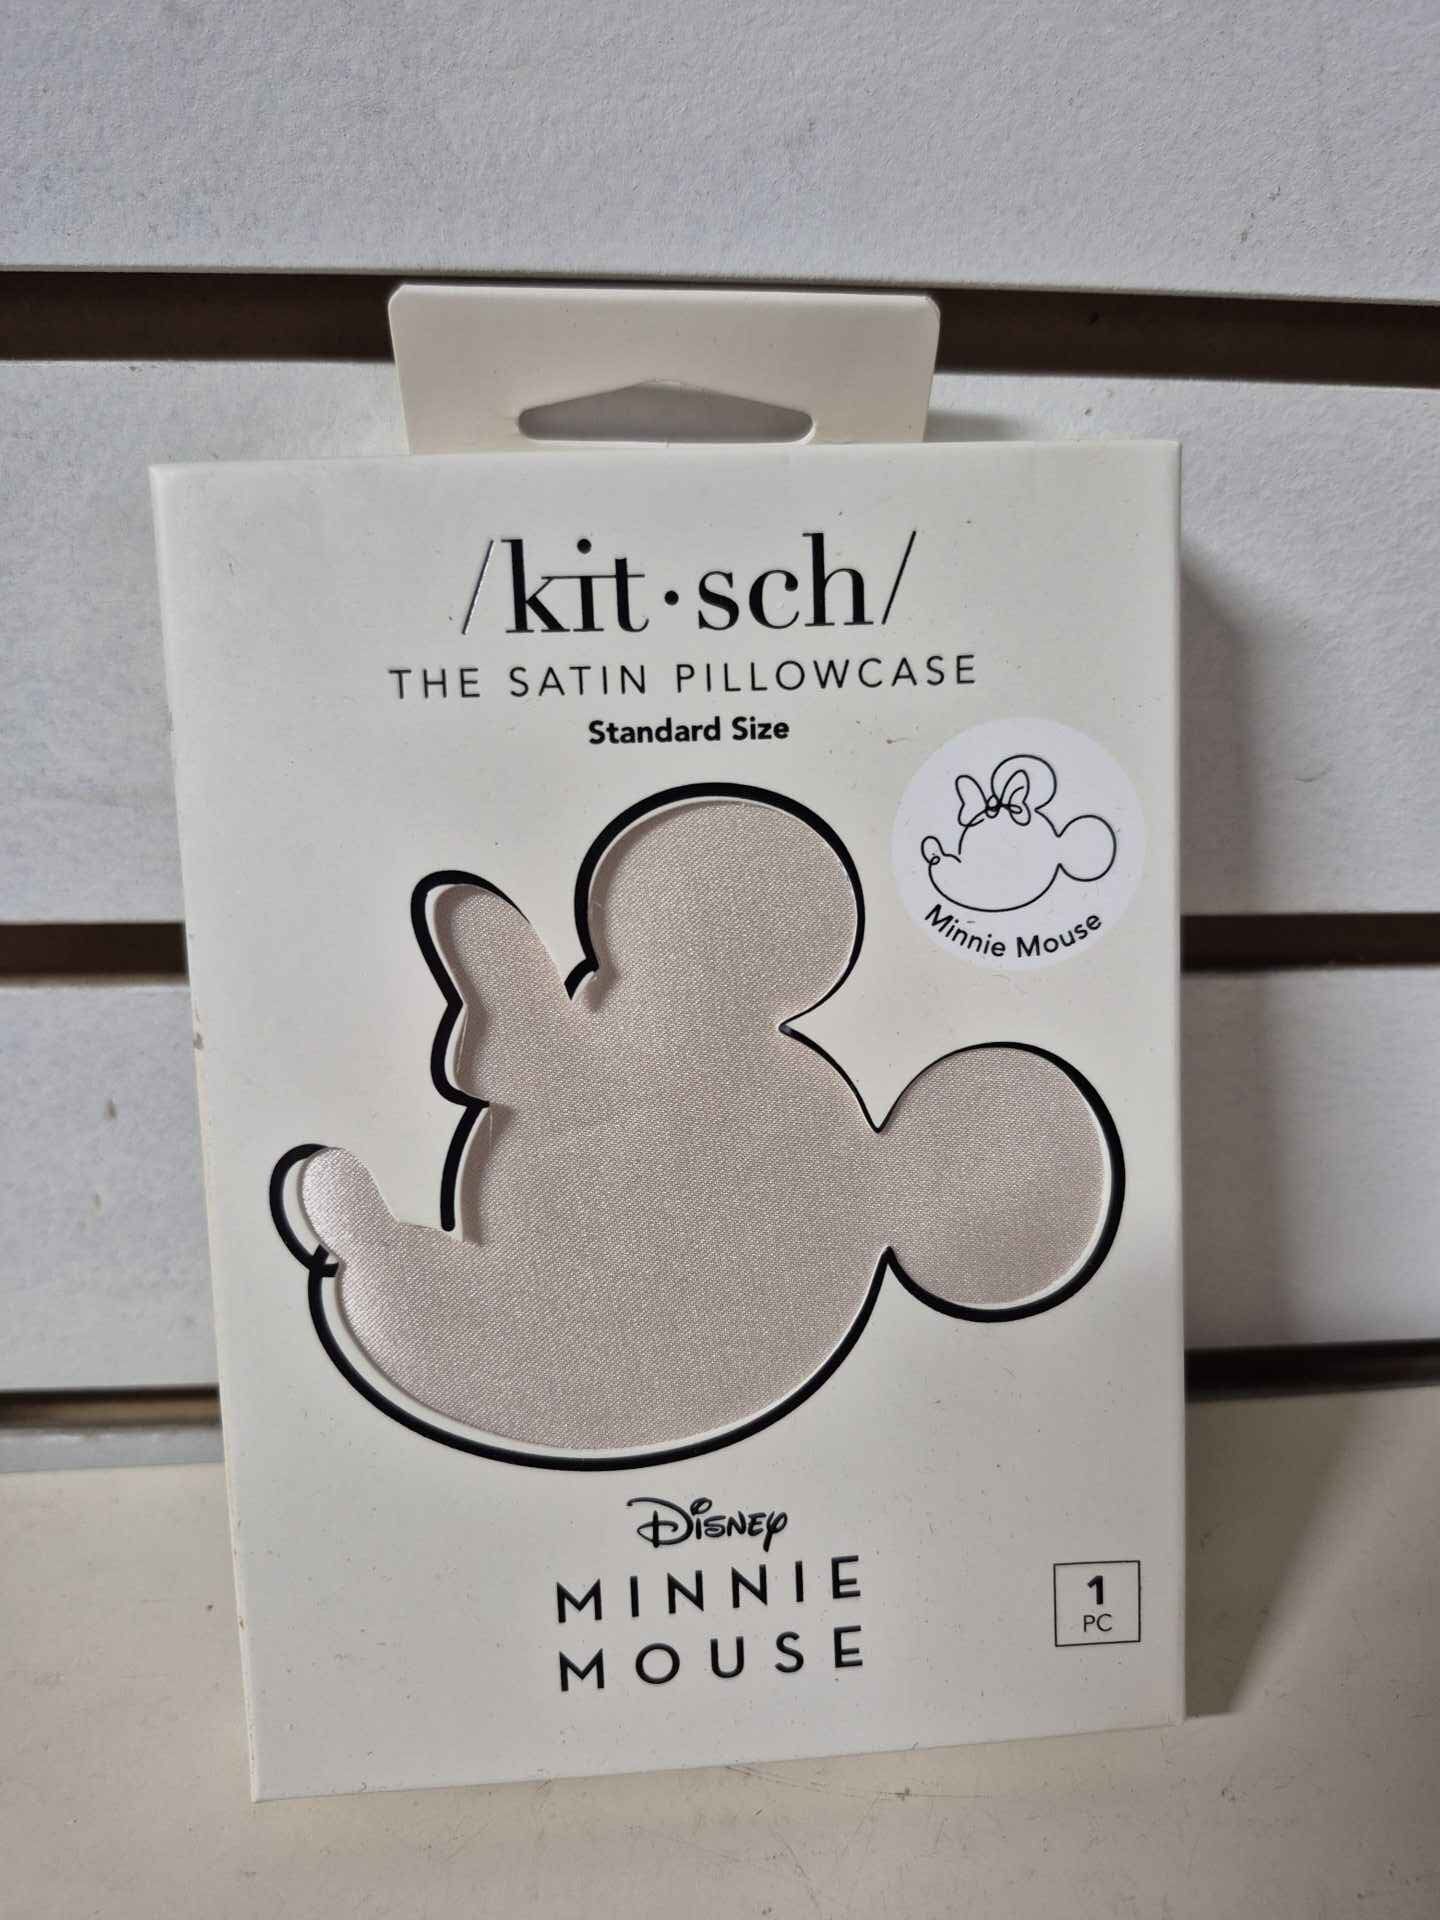 /kit·sch/
THE SATIN PILLOWCASE
Standard Size
Minnie Mouse
Disney
MINNIE
MOUSE
1
PC